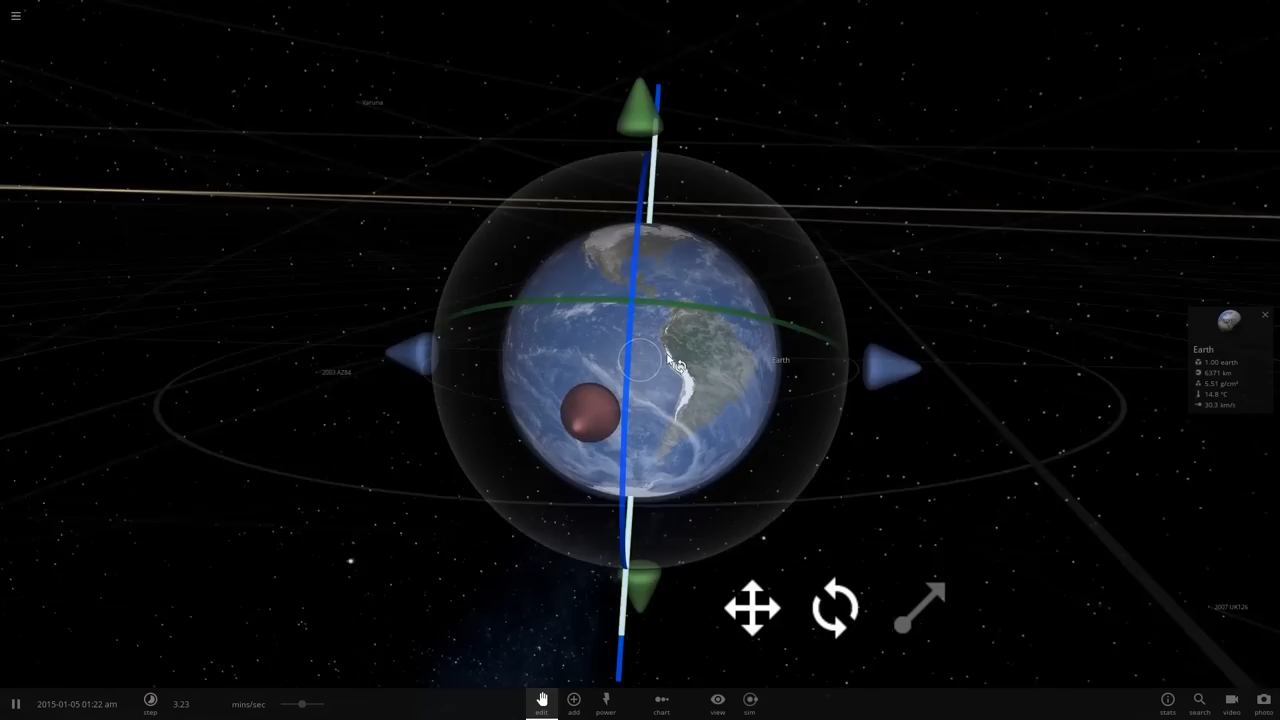 Varuna
2003 AZ84
Earth
Earth
1.00 earth
6371 km
5.51 g/cm³
14.8 °C
30.3 km/s
2007 UK126
2015-01-05 01:22 am
step
3.23
mins/sec
edit
add
power
chart
view
sim
stats
search
video
photo